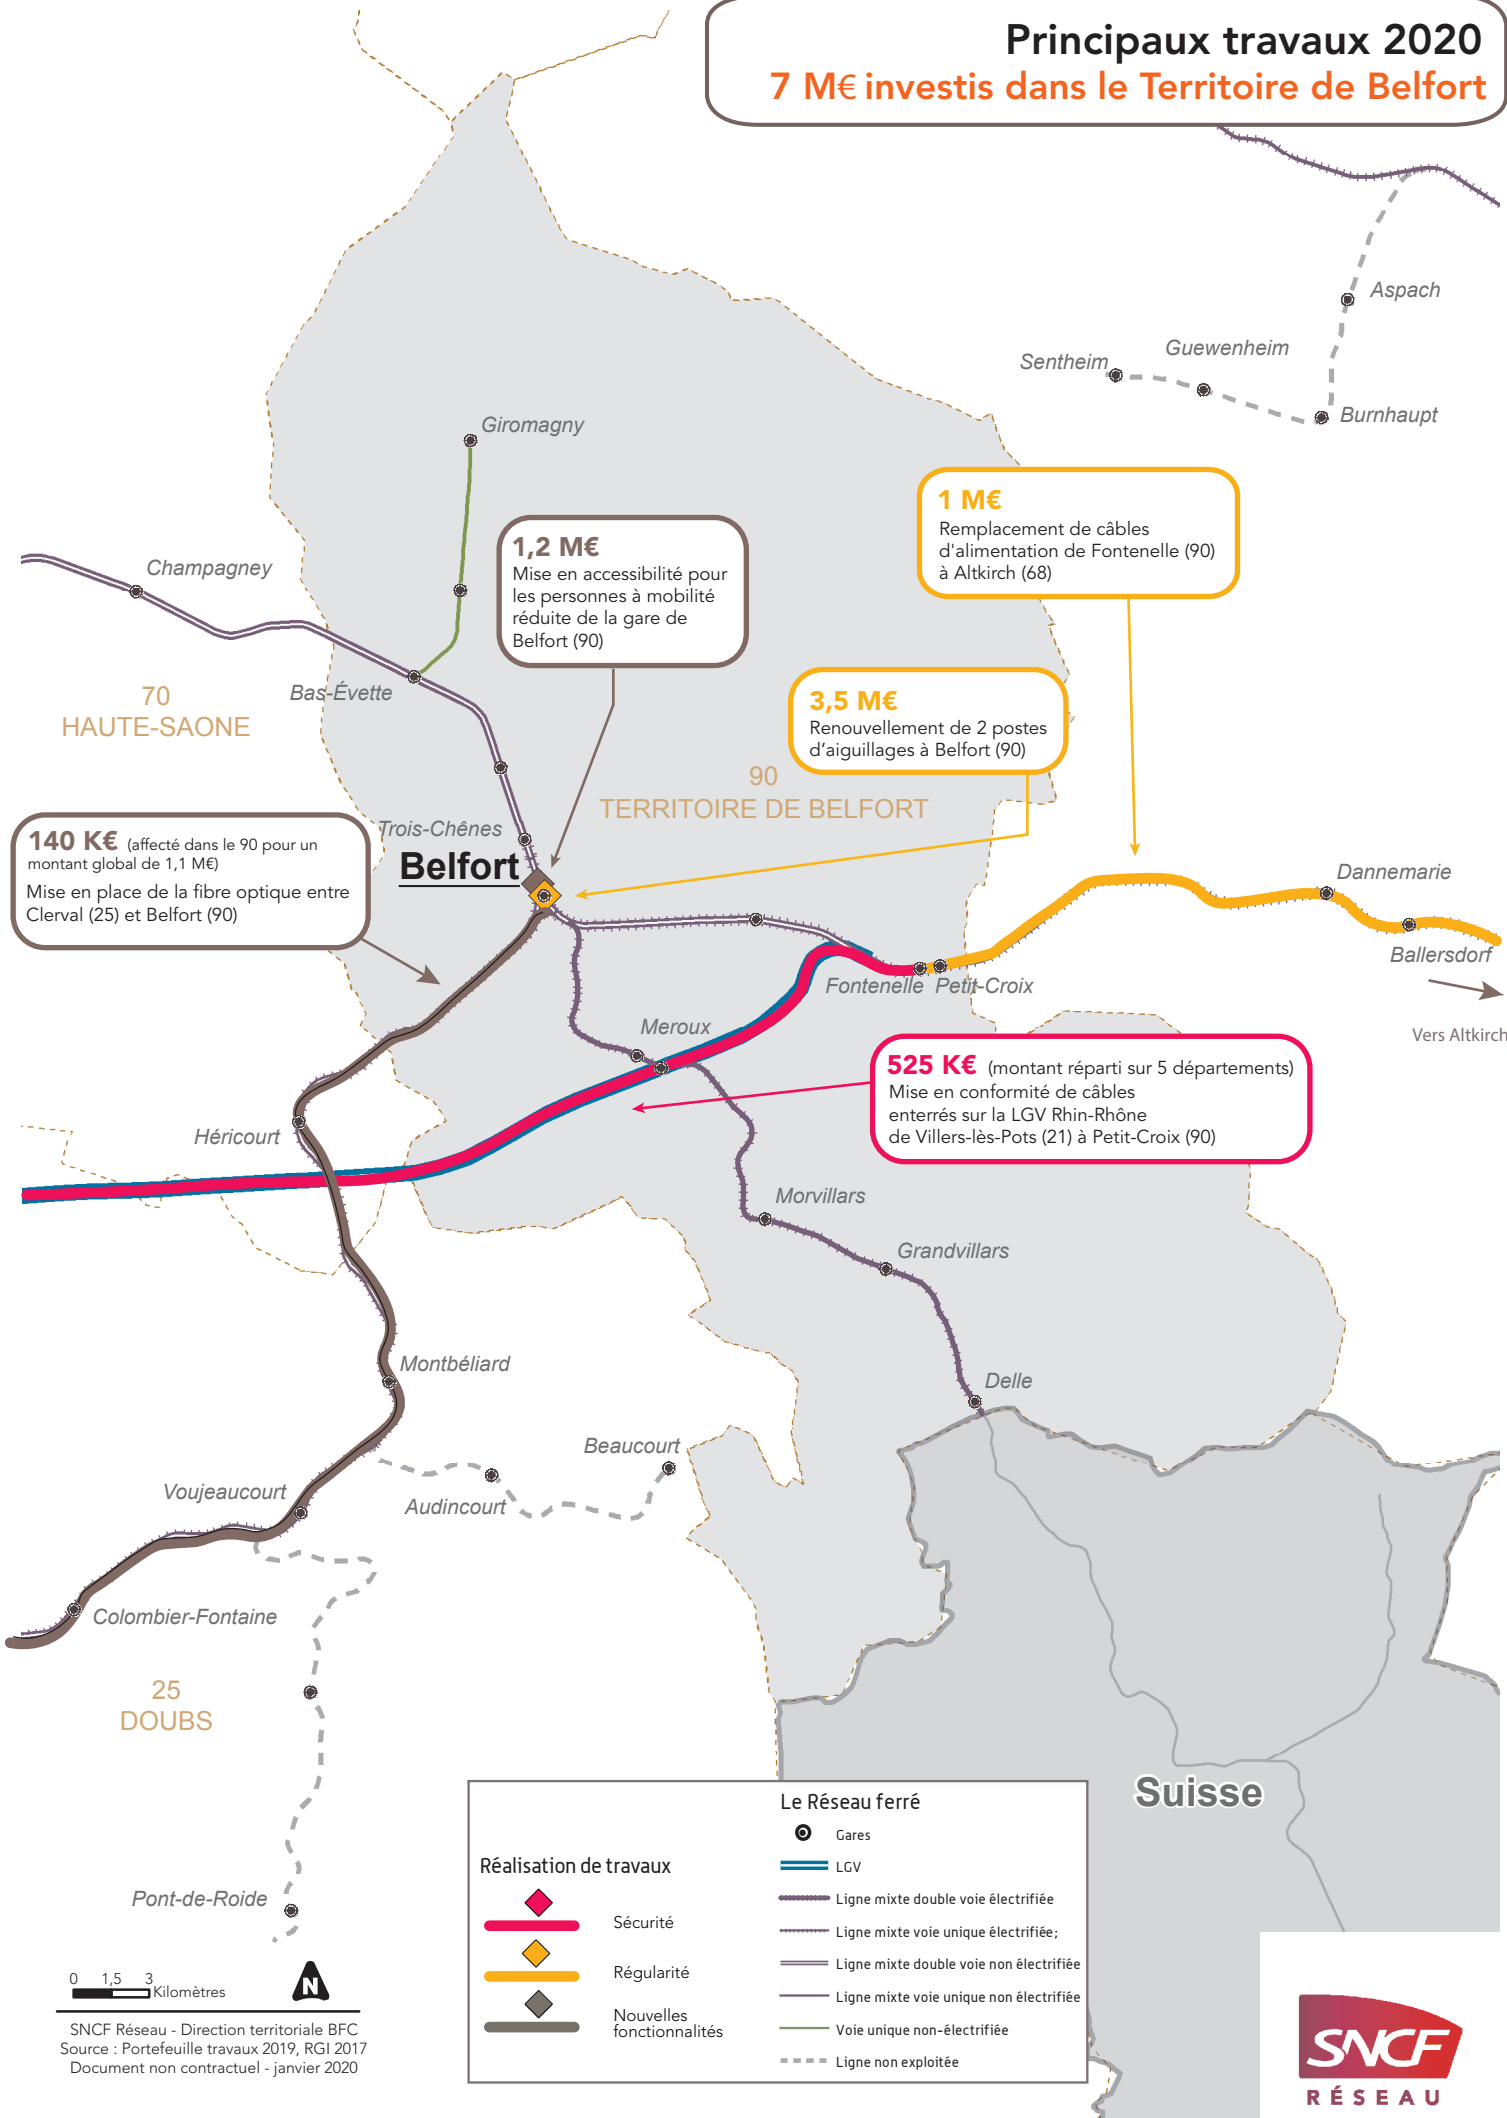 Principaux travaux 2020
7 M€ investis dans le Territoire de Belfort
Aspach
Sentheim
Guewenheim
Burnhaupt
Giromagny
1 M€
Remplacement de câbles
d'alimentation de Fontenelle (90)
à Altkirch (68)
1,2 M€
Mise en accessibilité pour
les personnes à mobilité
réduite de la gare de
Belfort (90)
Champagney
Bas-Évette
70
HAUTE-SAONE
3,5 M€
Renouvellement de 2 postes
d’aiguillages à Belfort (90)
90
TERRITOIRE DE BELFORT
140 K€ (affecté dans le 90 pour un
montant global de 1,1 M€)
Mise en place de la fibre optique entre
Clerval (25) et Belfort (90)
Trois-Chênes
Belfort
Dannemarie
Ballersdorf
Fontenelle
Petit-Croix
Vers Altkirch
Meroux
525 K€ (montant réparti sur 5 départements)
Mise en conformité de câbles
enterrés sur la LGV Rhin-Rhône
de Villers-lès-Pots (21) à Petit-Croix (90)
Héricourt
Morvillars
Grandvillars
Montbéliard
Delle
Beaucourt
Voujeaucourt
Audincourt
Colombier-Fontaine
25
DOUBS
Suisse
Pont-de-Roide
Réalisation de travaux
Sécurité
Régularité
Nouvelles
fonctionnalités
Le Réseau ferré
Gares
LGV
Ligne mixte double voie électrifiée
Ligne mixte voie unique électrifiée;
Ligne mixte double voie non électrifiée
Ligne mixte voie unique non électrifiée
Voie unique non-électrifiée
Ligne non exploitée
0 1,5 3
Kilomètres
N
SNCF Réseau - Direction territoriale BFC
Source : Portefeuille travaux 2019, RGI 2017
Document non contractuel - janvier 2020
SNCF
RÉSEAU